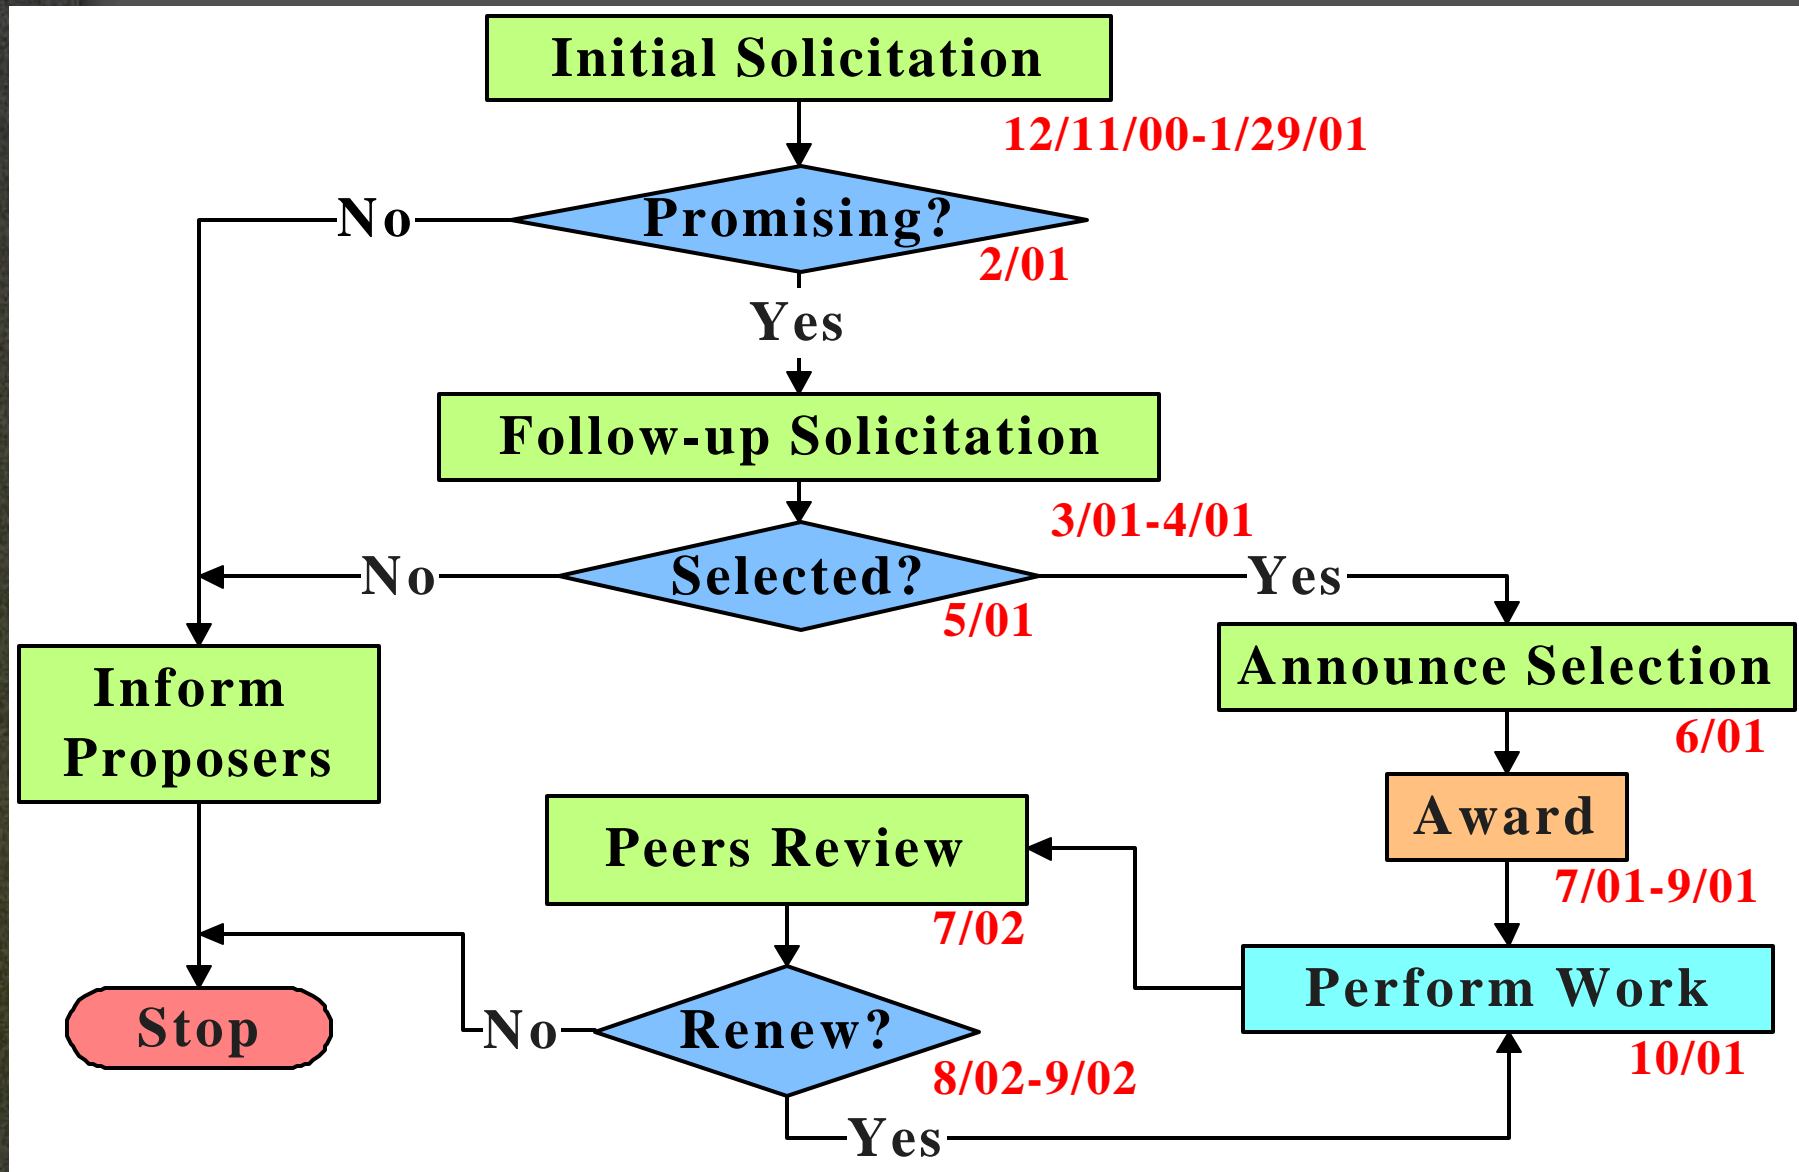 Initial Solicitation
12/11/00-1/29/01
No
Promising?
2/01
Yes
Follow-up Solicitation
3/01-4/01
No
Selected?
Yes
5/01
Inform
Proposers
Announce Selection
6/01
Award
7/01-9/01
Peers Review
7/02
Perform Work
10/01
Stop
No
Renew?
8/02-9/02
Yes